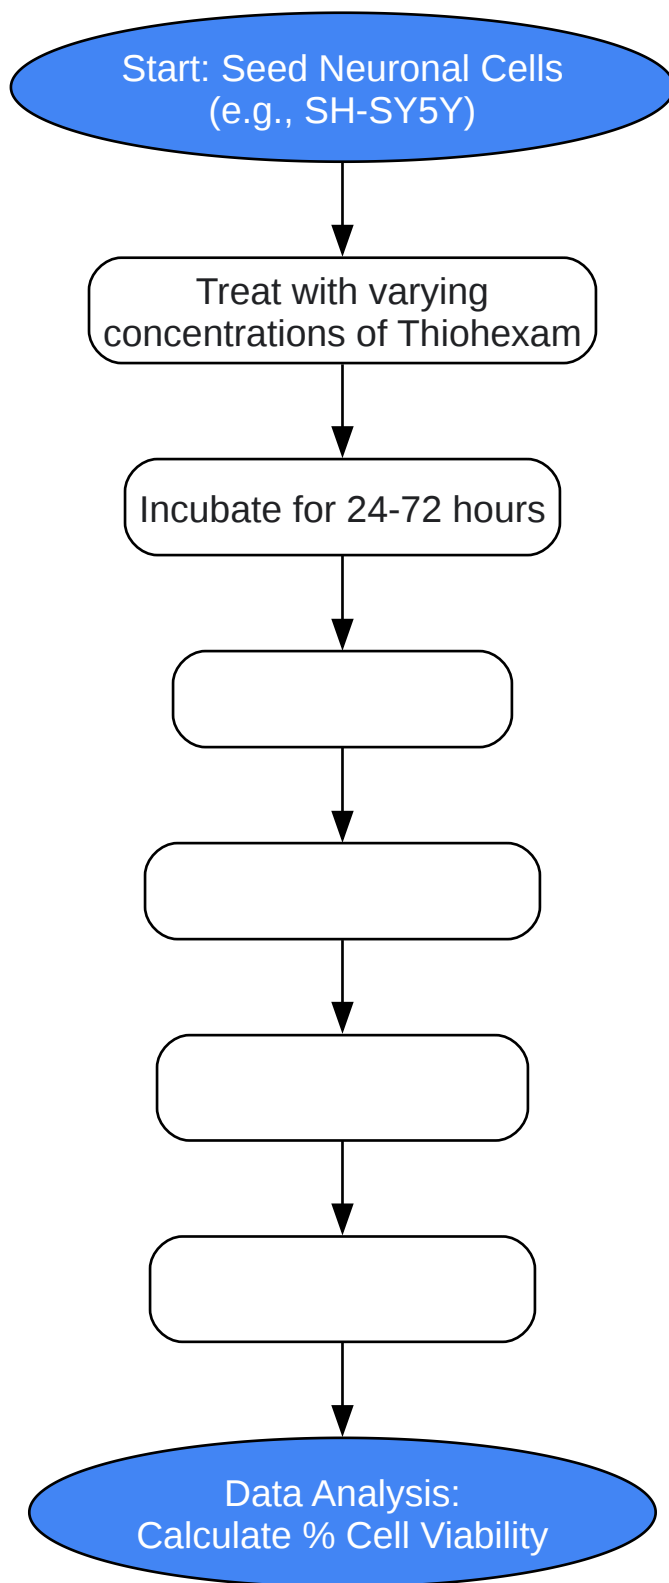 Start: Seed Neuronal Cells
(e.g., SH-SY5Y)
Treat with varying
concentrations of Thiohexam
Incubate for 24-72 hours
Data Analysis:
Calculate % Cell Viability